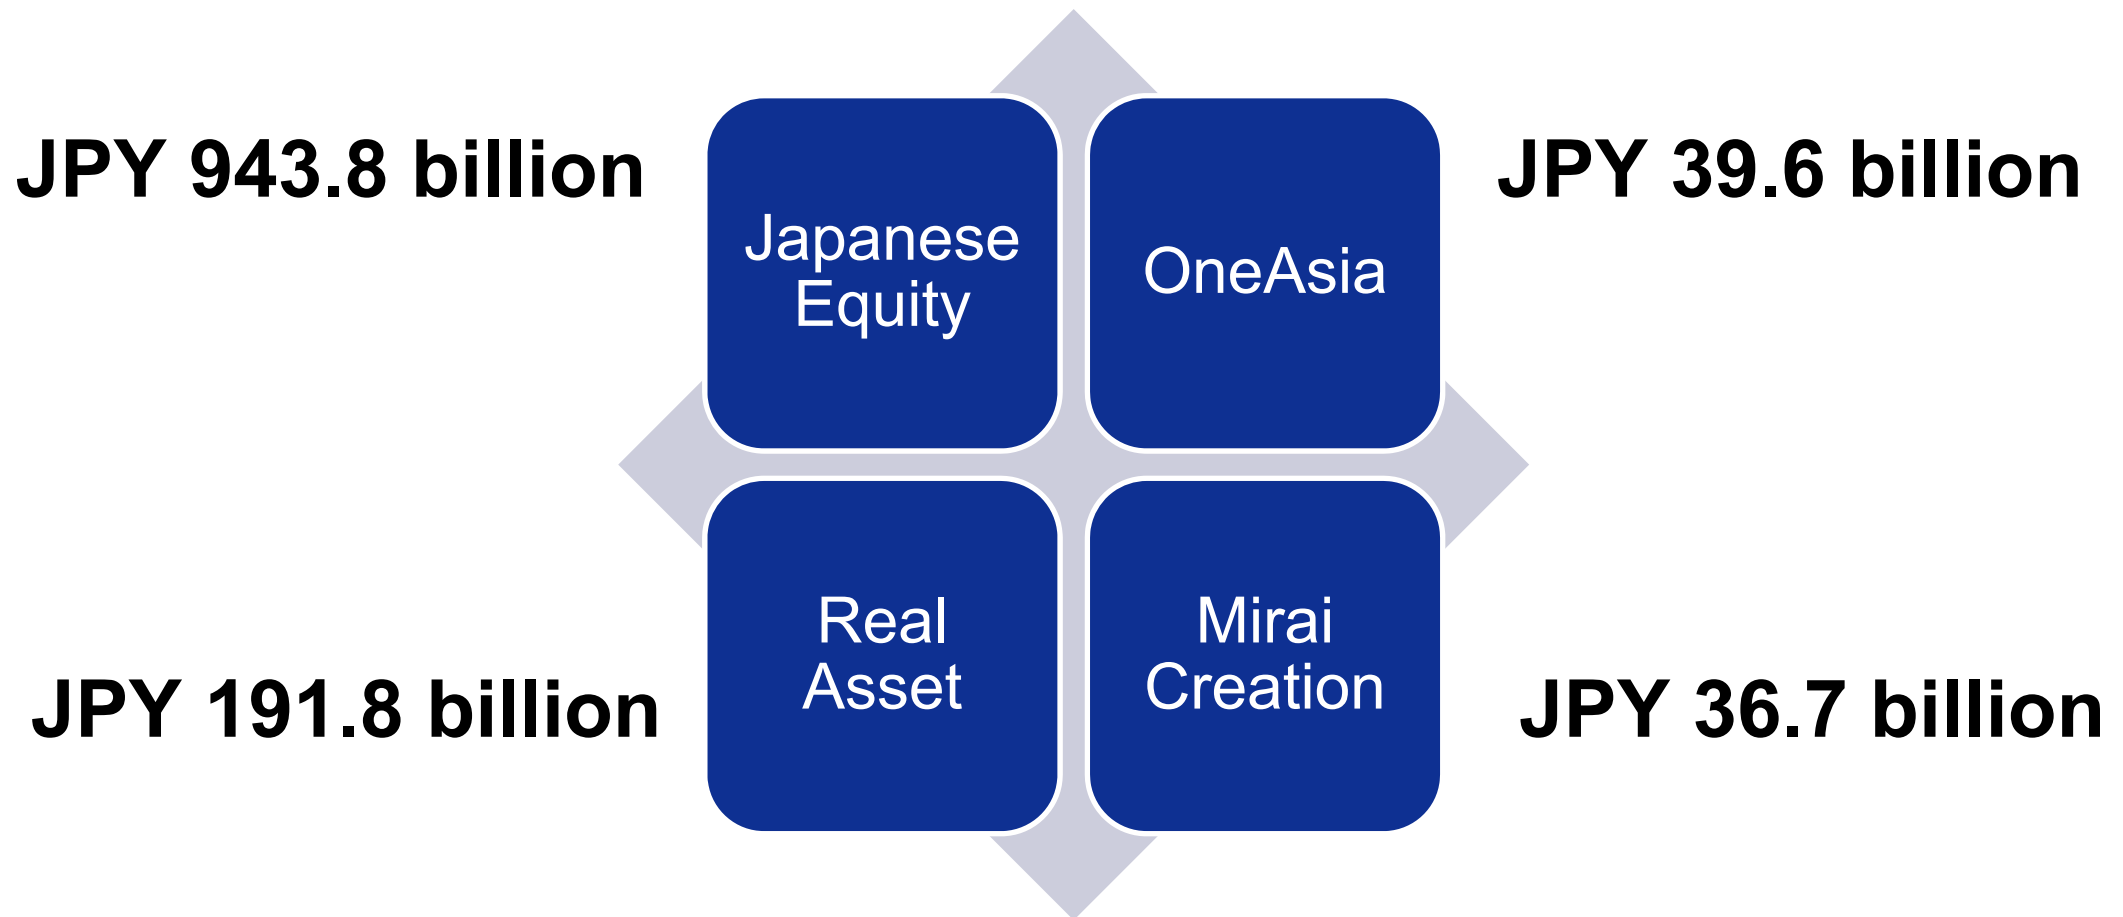 JPY 943.8 billion
Japanese
Equity
OneAsia
JPY 39.6 billion
JPY 191.8 billion
Real
Asset
Mirai
Creation
JPY 36.7 billion